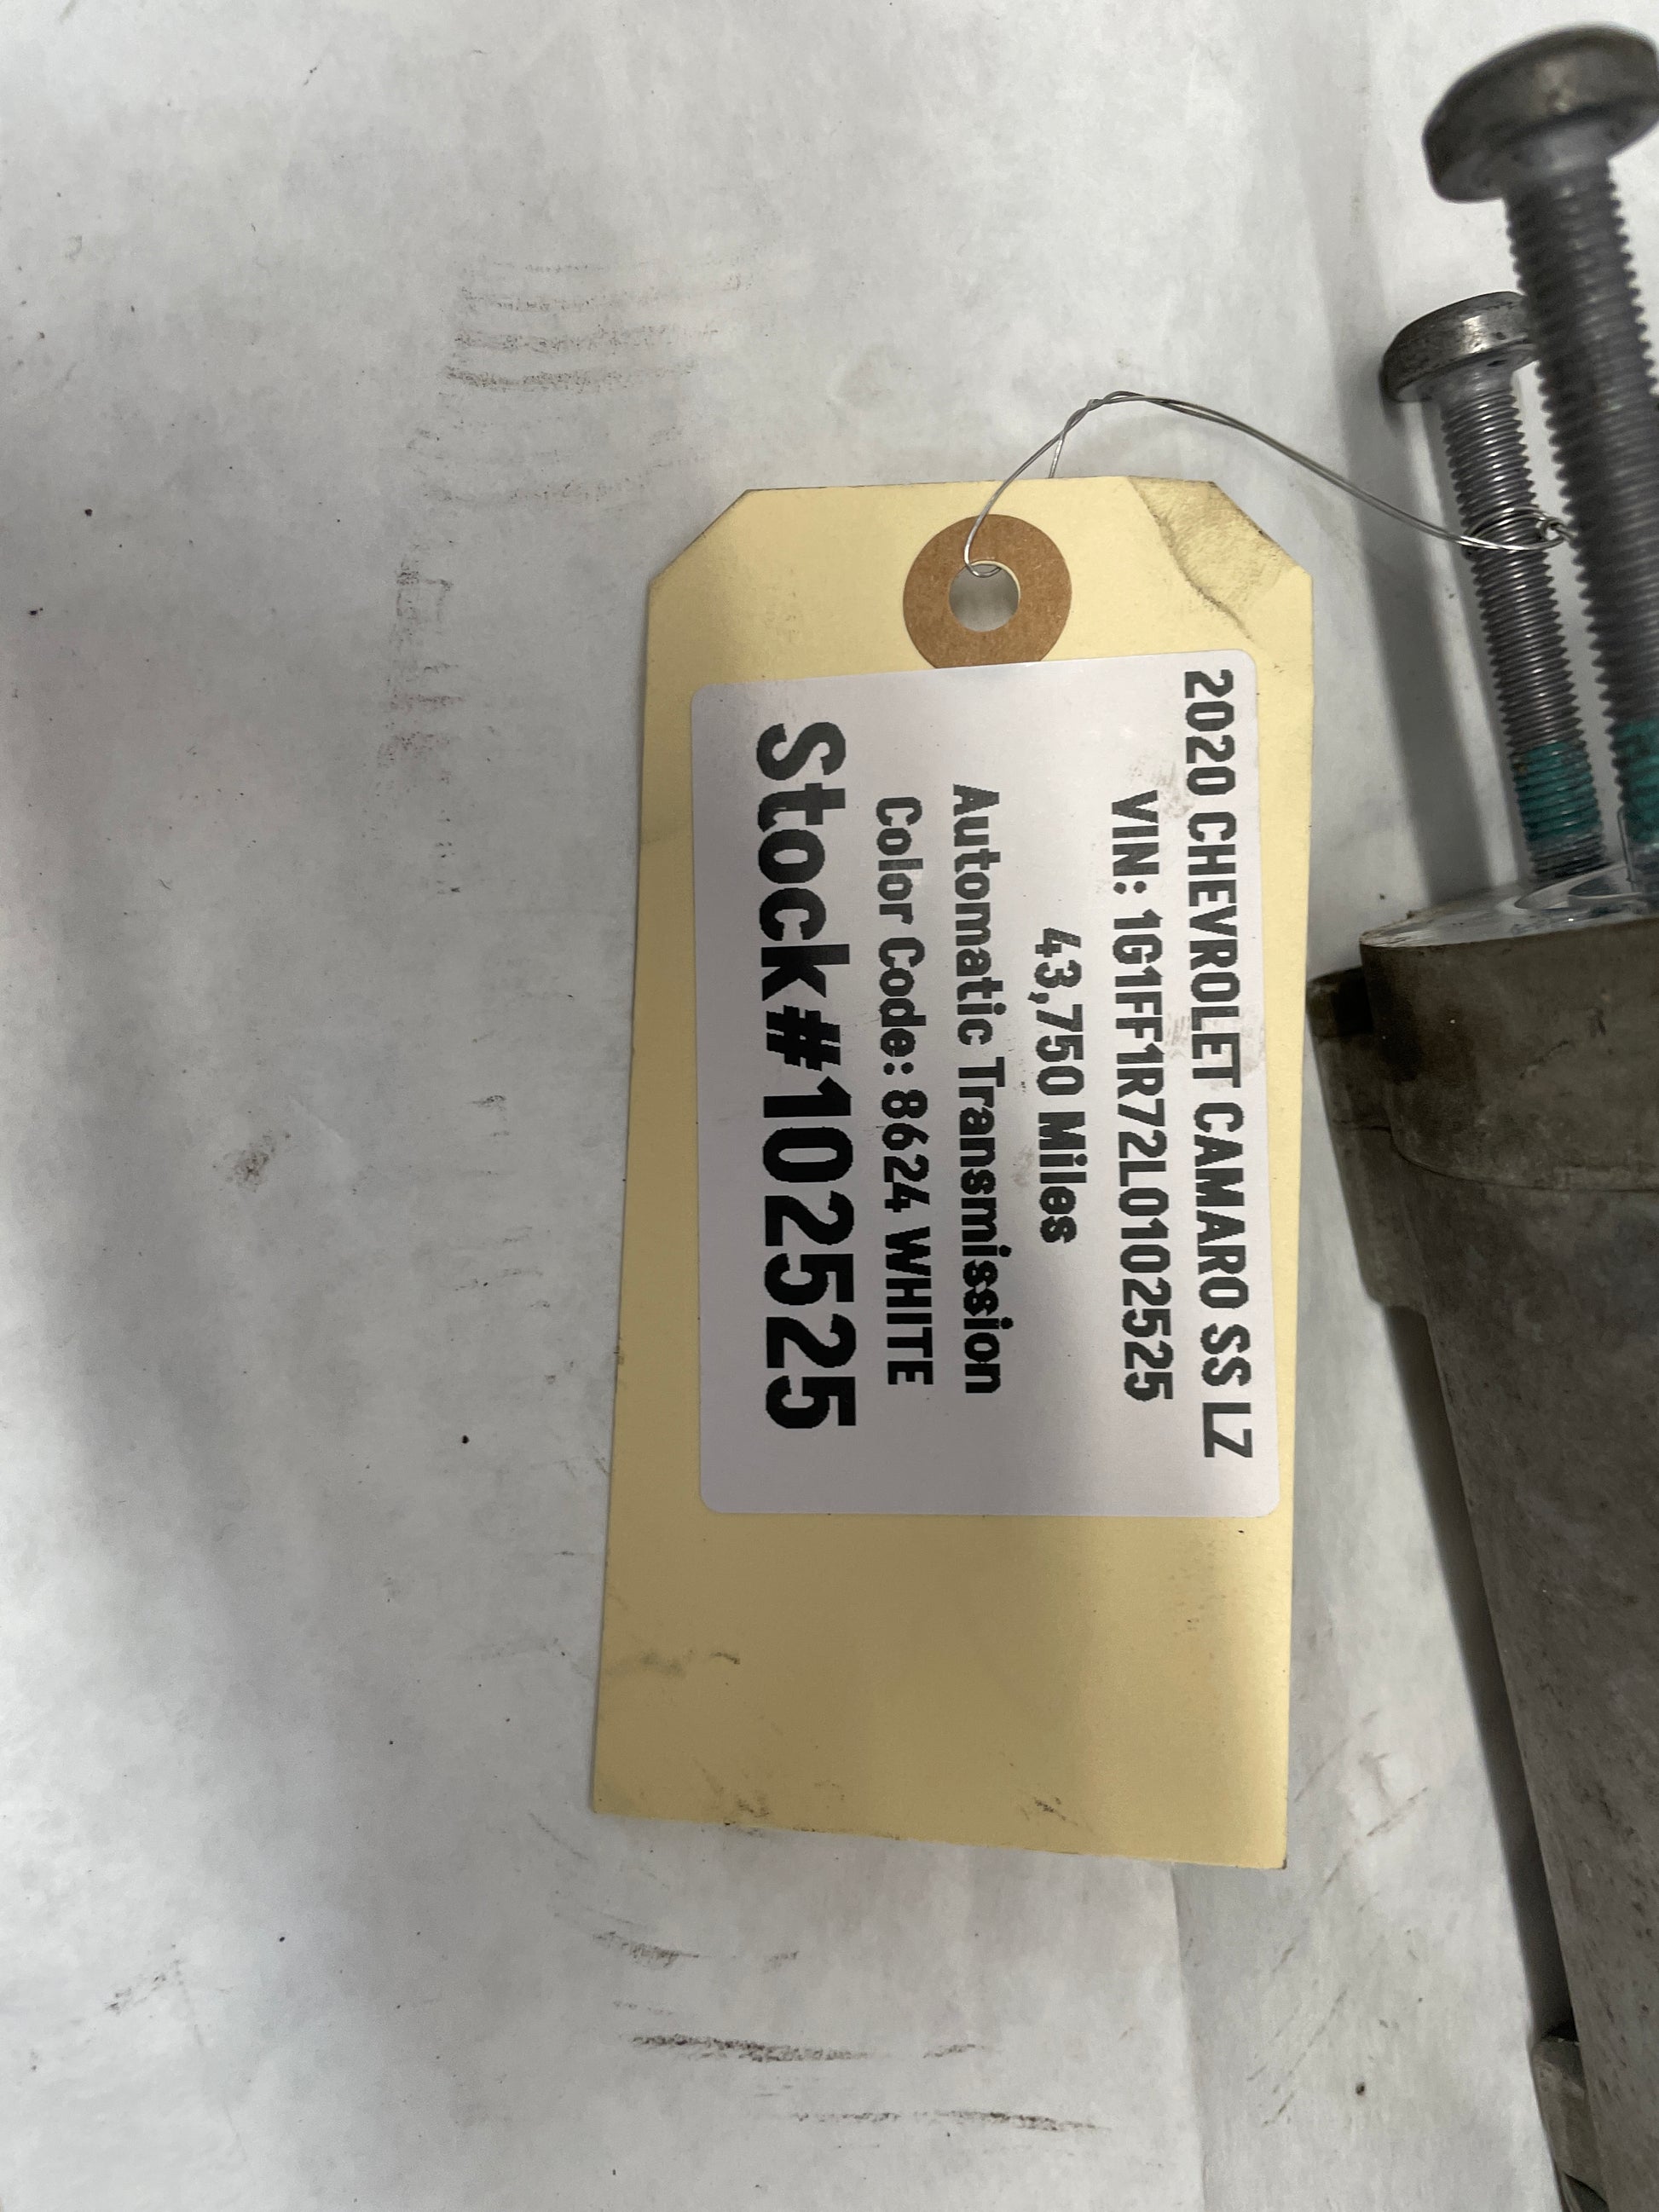 2020 CHEVROLET CAMARO SS LZ
VIN: 1G1FF1R72L0102525
43,750 Miles
Automatic Transmission
Color Code: 8624 WHITE
Stock#102525